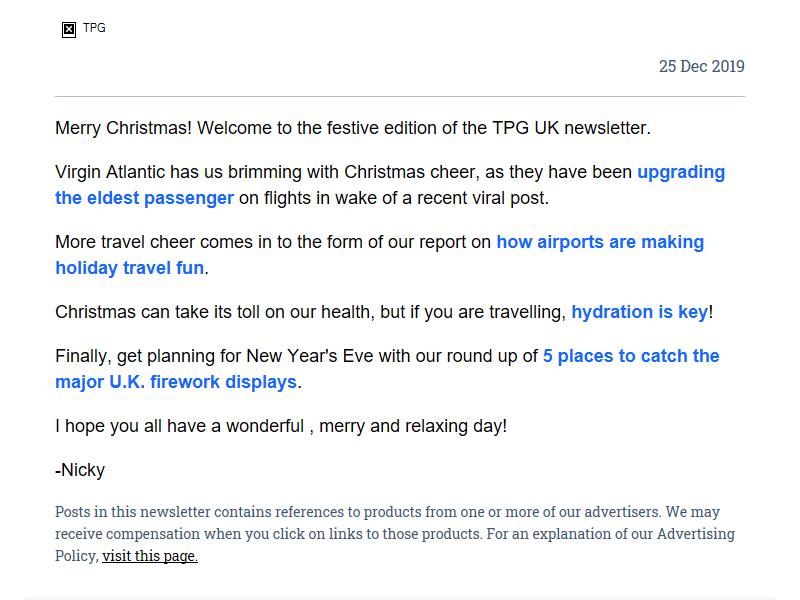 TPG
25 Dec 2019
Merry Christmas! Welcome to the festive edition of the TPG UK newsletter.
Virgin Atlantic has us brimming with Christmas cheer, as they have been upgrading
the eldest passenger on flights in wake of a recent viral post.
More travel cheer comes in to the form of our report on how airports are making
holiday travel fun.
Christmas can take its toll on our health, but if you are travelling, hydration is key!
Finally, get planning for New Year's Eve with our round up of 5 places to catch the
major U.K. firework displays.
I hope you all have a wonderful , merry and relaxing day!
-Nicky
Posts in this newsletter contains references to products from one or more of our advertisers. We may
receive compensation when you click on links to those products. For an explanation of our Advertising
Policy, visit this page.